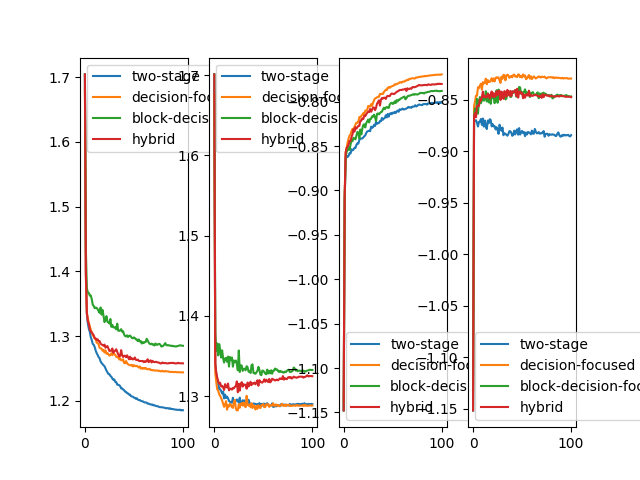 1.7
1.6
1.5
1.4
1.3
1.2
0
100
two-stage
decision-foc
block-decis
hybrid
1.7
1.6
1.5
1.4
1.3
0
100
two-stage
decision-foc
block-decis
hybrid
−0.80
−0.85
−0.90
−0.95
−1.00
−1.05
−1.10
−1.15
0
100
two-stage
decision-foc
block-decis
hybrid
−0.85
−0.90
−0.95
−1.00
−1.05
−1.10
−1.15
0
100
two-stage
decision-focused
block-decision-foc
hybrid